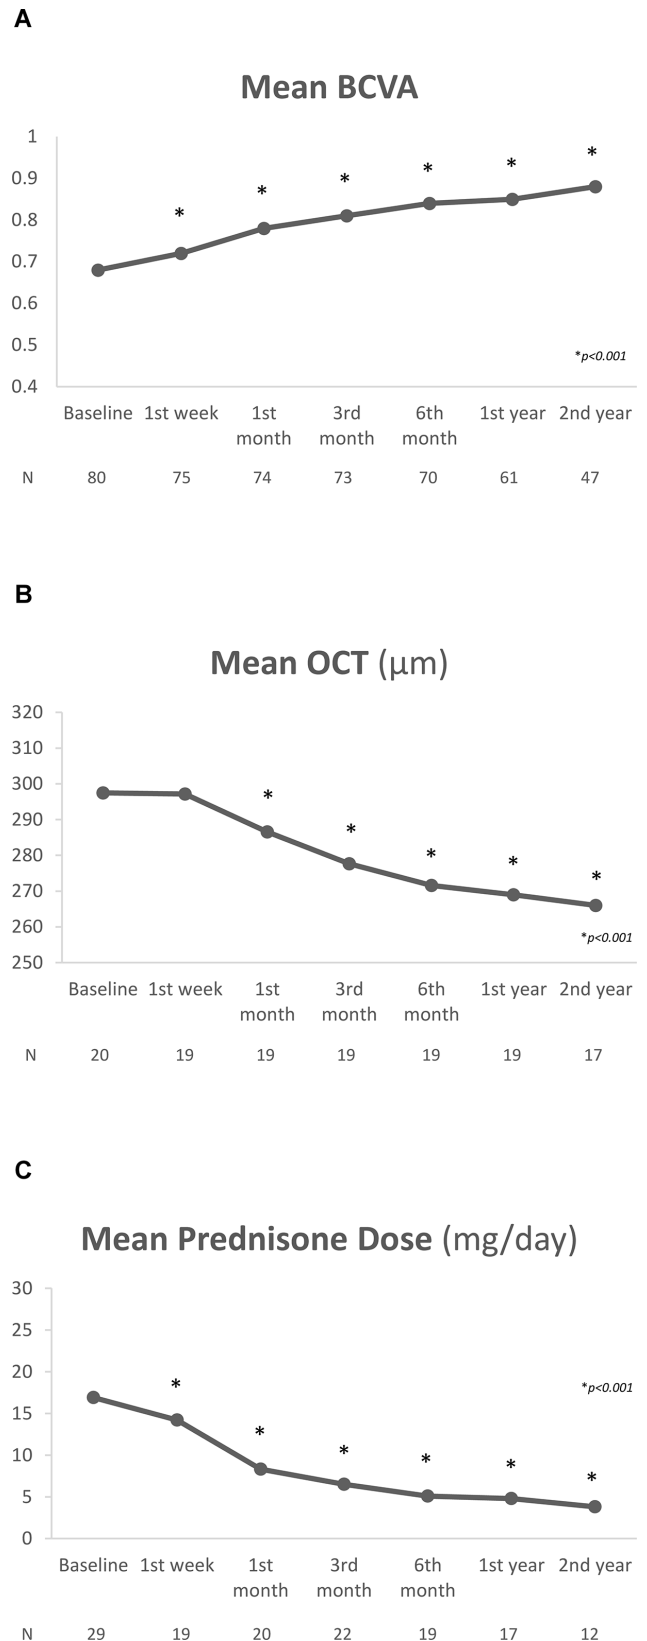 A
Mean BCVA
1
0.9
0.8
0.7
0.6
0.5
0.4
* * * * * *
*p<0.001
Baseline 1st week 1st month 3rd month 6th month 1st year 2nd year
N 80 75 74 73 70 61 47
B
Mean OCT (μm)
320
310
300
290
280
270
260
250
* * * * *
*p<0.001
Baseline 1st week 1st month 3rd month 6th month 1st year 2nd year
N 20 19 19 19 19 19 17
C
Mean Prednisone Dose (mg/day)
30
25
20
15
10
5
0
* * * * * *
*p<0.001
Baseline 1st week 1st month 3rd month 6th month 1st year 2nd year
N 29 19 20 22 19 17 12